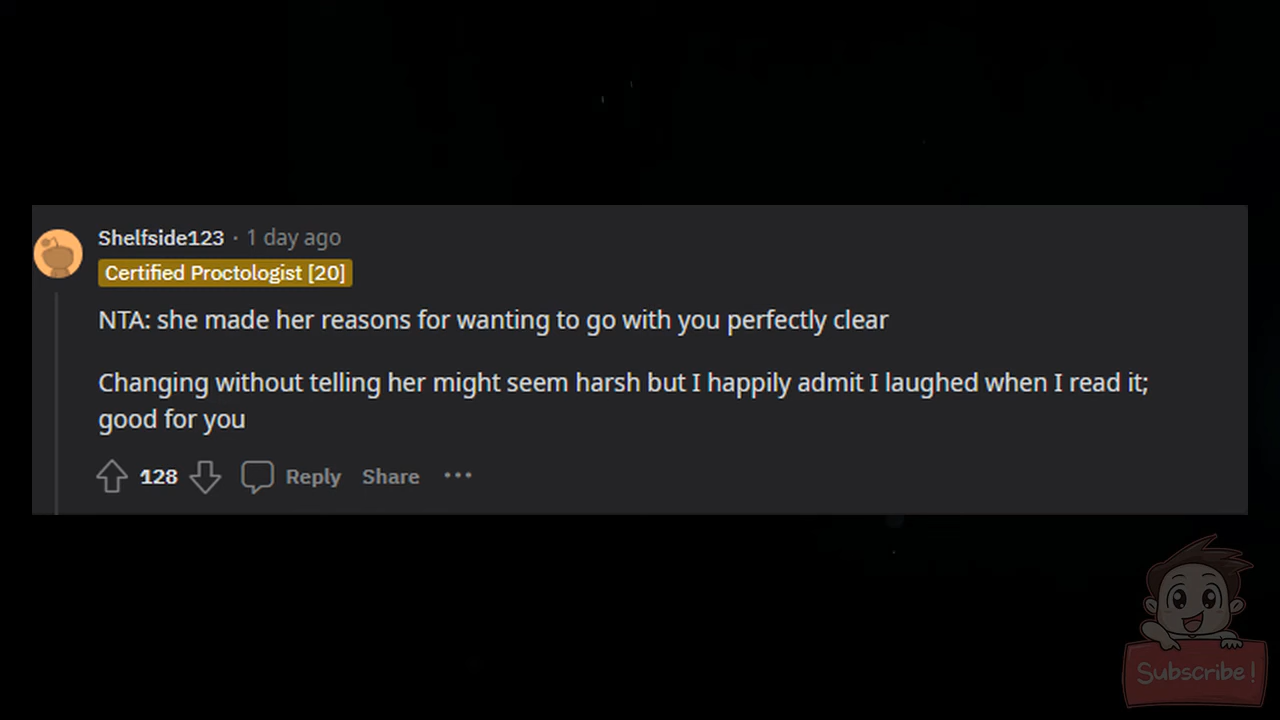 Shelfside123 · 1 day ago
Certified Proctologist [20]
NTA: she made her reasons for wanting to go with you perfectly clear
Changing without telling her might seem harsh but I happily admit I laughed when I read it;
good for you
128 Reply Share ···
Subscribe!